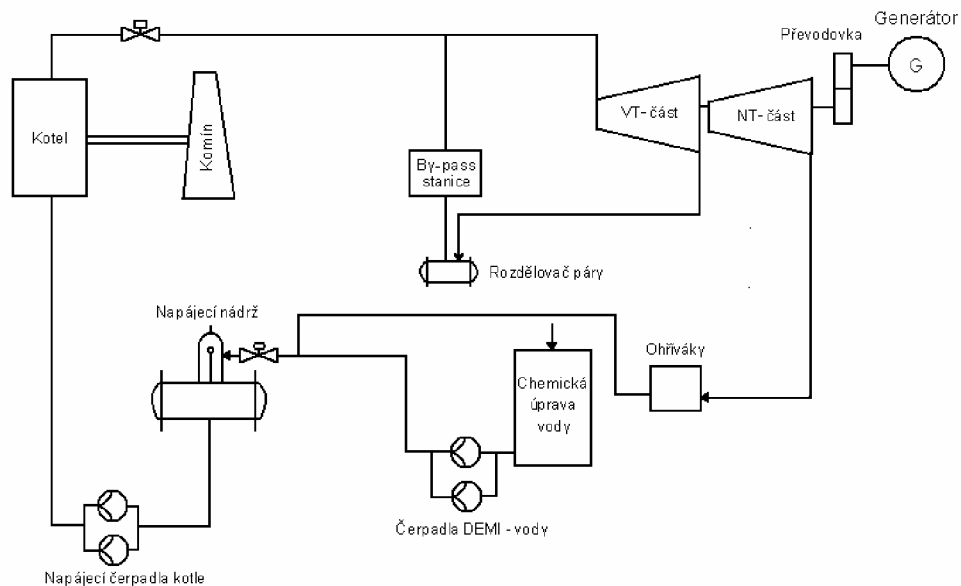 Generátor
Převodovka
G
VT- část
NT- část
Kotel
Komín
By-pass
stanice
Rozdělovač páry
Napájecí nádrž
Ohříváky
Chemická
úprava
vody
Čerpadla DEMI - vody
Napájecí čerpadla kotle